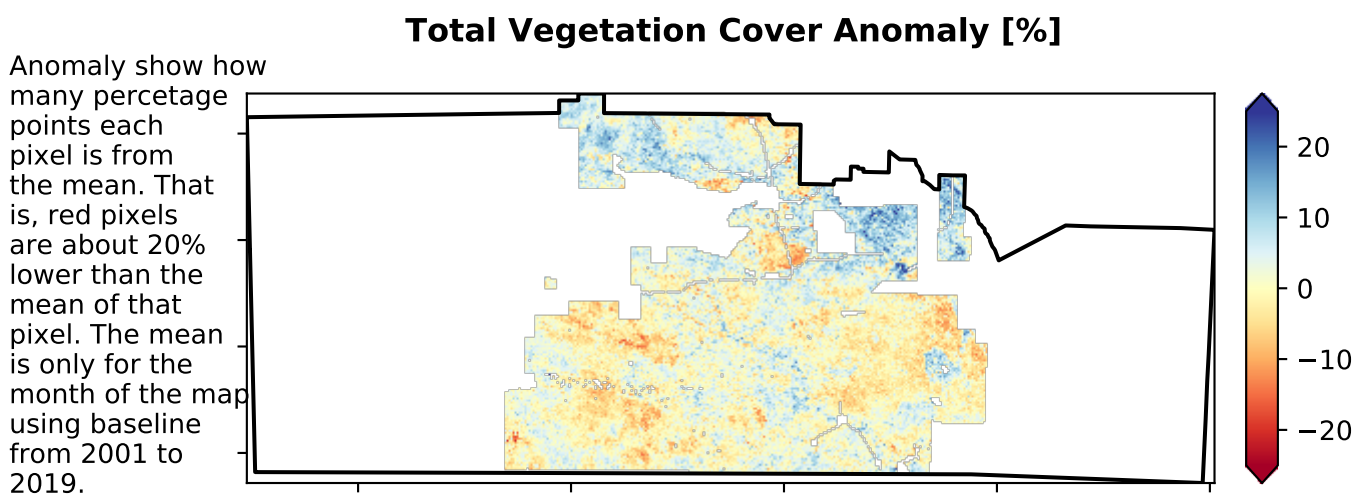 Total Vegetation Cover Anomaly [%]
Anomaly show how
many percetage
points each
pixel is from
the mean. That
is, red pixels
are about 20%
lower than the
mean of that
pixel. The mean
is only for the
month of the map
using baseline
from 2001 to
2019.
20
10
0
−10
−20